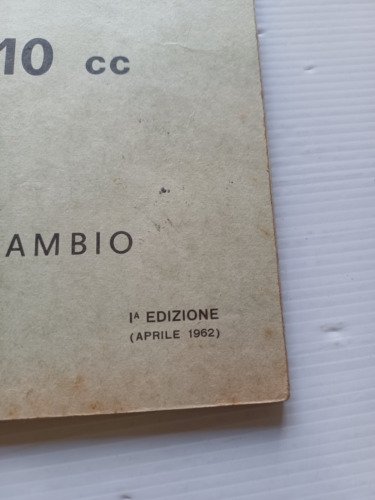 10 cc
AMBIO
Iᴬ EDIZIONE
(APRILE 1962)